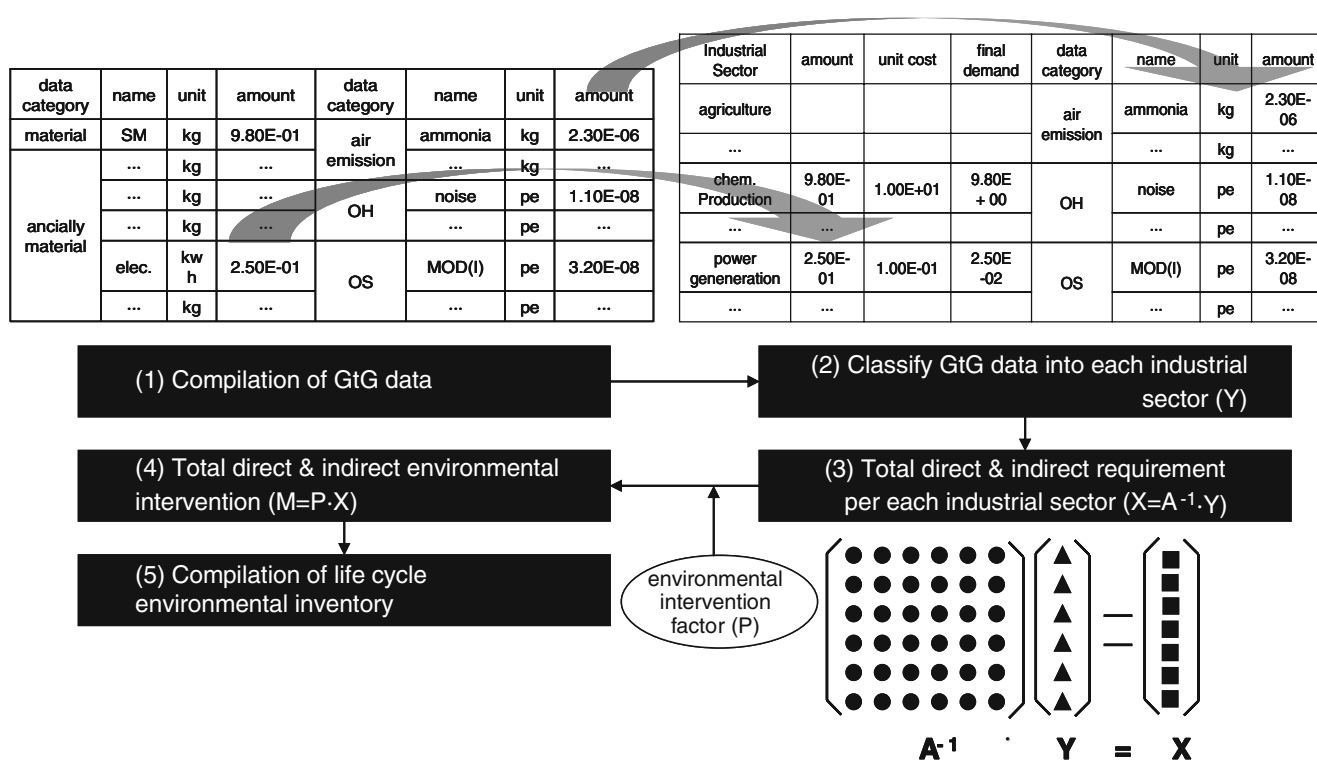 data category name unit amount data category name unit amount
material SM kg 9.80E-01 air emission ammonia kg 2.30E-06
ancially material ... kg ... ... kg ...
... kg ... OH noise pe 1.10E-08
... kg ... ... pe ...
elec. kw h 2.50E-01 OS MOD(I) pe 3.20E-08
... kg ... ... pe ...
Industrial Sector amount unit cost final demand data category name unit amount
agriculture air emission ammonia kg 2.30E-06
... ... kg ...
chem. Production 9.80E-01 1.00E+01 9.80E + 00 OH noise pe 1.10E-08
... ... ... pe ...
power geneneration 2.50E-01 1.00E-01 2.50E -02 OS MOD(I) pe 3.20E-08
... ... ... pe ...
(1) Compilation of GtG data
(2) Classify GtG data into each industrial
sector (Y)
(4) Total direct & indirect environmental
intervention (M=P·X)
(3) Total direct & indirect requirement
per each industrial sector (X=A-1·Y)
(5) Compilation of life cycle
environmental inventory
environmental
intervention
factor (P)
A-1 · Y = X